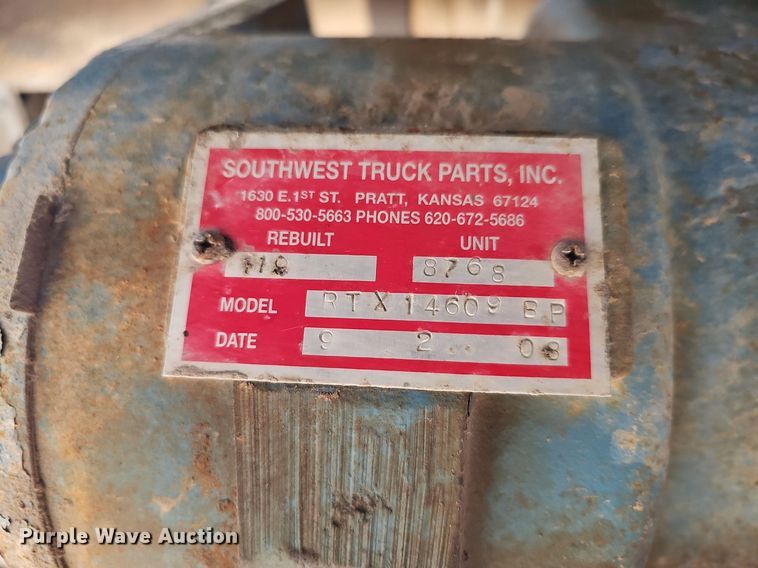 SOUTHWEST TRUCK PARTS, INC.
1630 E.1ST ST. PRATT, KANSAS 67124
800-530-5663 PHONES 620-672-5686
REBUILT UNIT
8768
MODEL RTX14609 BP
DATE 9 2 08
Purple Wave Auction